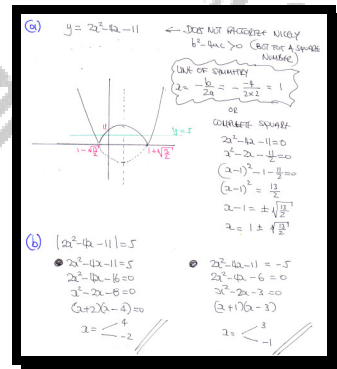 (a) y = 2x²-4x-11 ← DOES NOT FACTORIZE NICELY
b²-4ac > 0 (BUT NOT A SQUARE NUMBER)
LINE OF SYMMETRY
x = -b/2a = - -4/2×2 = 1
OR
COMPLETE SQUARE
2x²-4x-11=0
x²-2x-11/2=0
(x-1)²-1-11/2=0
(x-1)² = 13/2
x-1 = ±√13/2
x = 1 ± √13/2
11
y=5
1-√13/2
1+√13/2
(b) |2x²-4x-11|=5
● 2x²-4x-11=5
2x²-4x-16=0
x²-2x-8=0
(x+2)(x-4)=0
x = < 4
-2
● 2x²-4x-11 = -5
2x²-4x-6 = 0
x²-2x-3=0
(x+1)(x-3)
x = < 3
-1